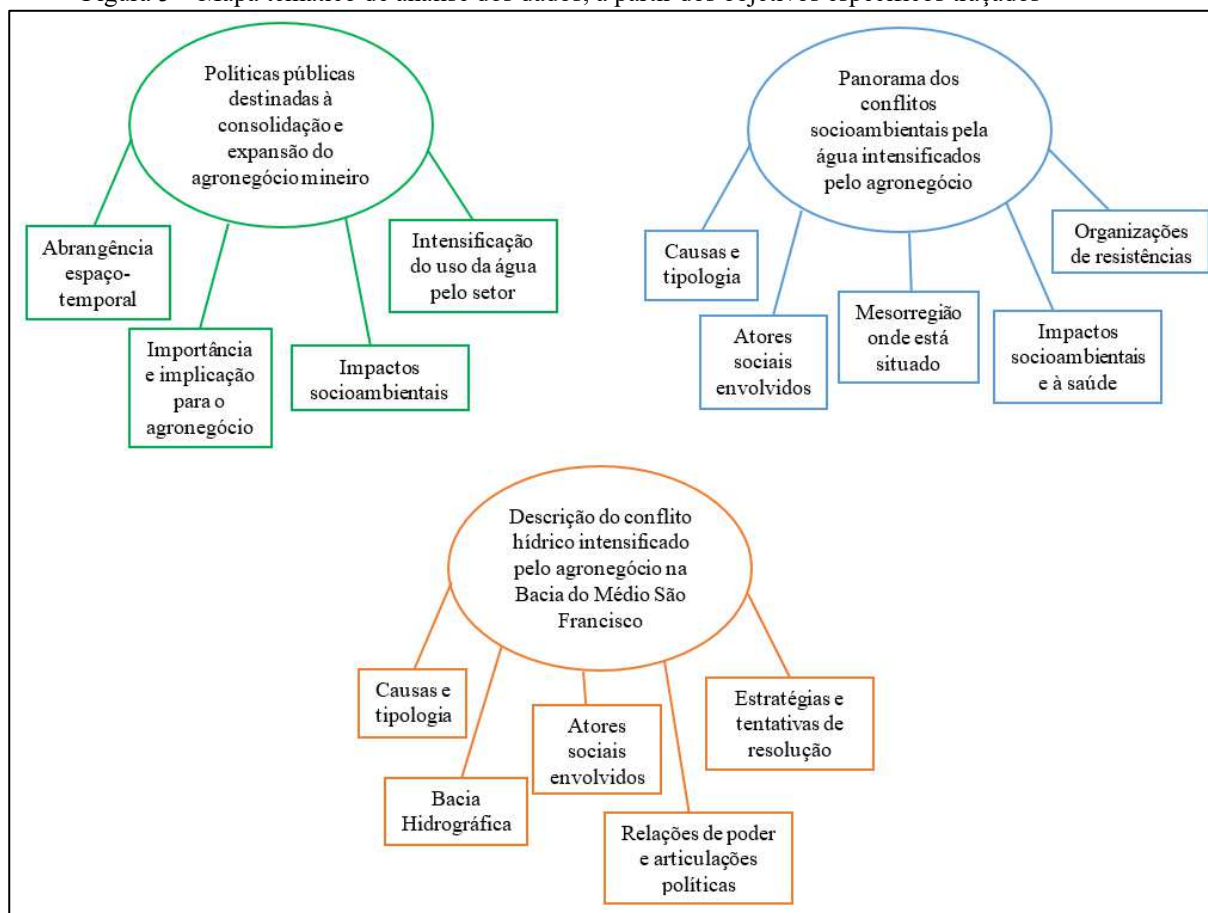 Figura 3 – Mapa temático de análise dos dados, a partir dos objetivos específicos traçados
Políticas públicas
destinadas à
consolidação e
expansão do
agronegócio mineiro
Abrangência
espaço-
temporal
Importância
e implicação
para o
agronegócio
Impactos
socioambientais
Intensificação
do uso da água
pelo setor
Panorama dos
conflitos
socioambientais pela
água intensificados
pelo agronegócio
Causas e
tipologia
Atores
sociais
envolvidos
Mesorregião
onde está
situado
Impactos
socioambientais
e à saúde
Organizações
de resistências
Descrição do conflito
hídrico intensificado
pelo agronegócio na
Bacia do Médio São
Francisco
Causas e
tipologia
Bacia
Hidrográfica
Atores
sociais
envolvidos
Relações de poder
e articulações
políticas
Estratégias e
tentativas de
resolução